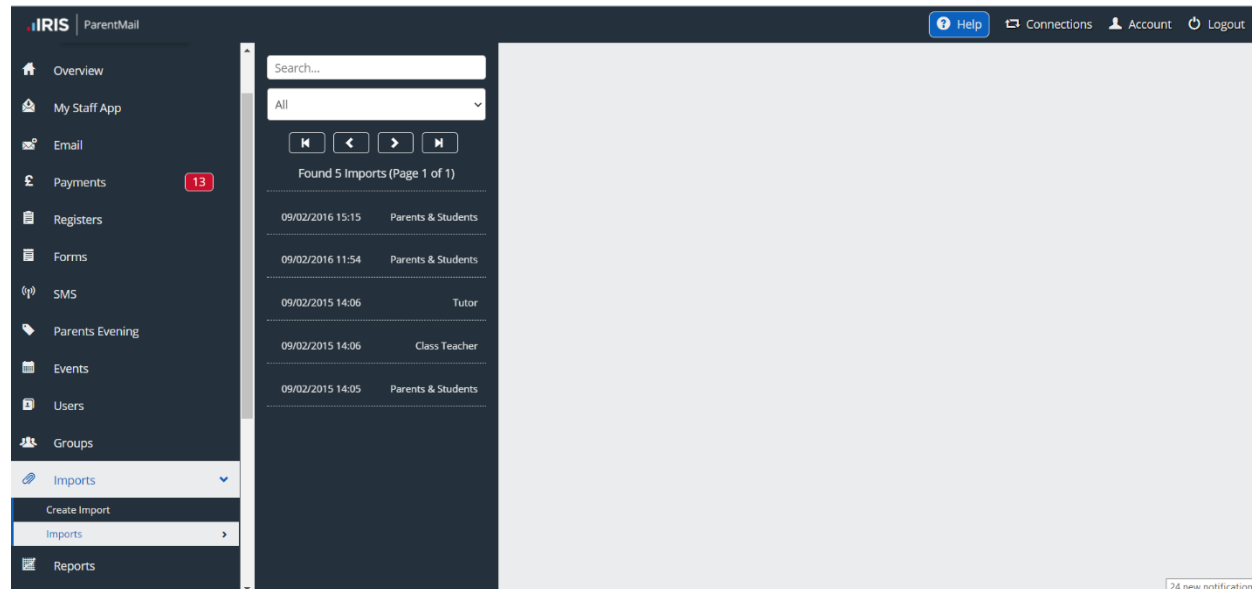 IRIS ParentMail
Help Connections Account Logout
Overview
My Staff App
Email
Payments 13
Registers
Forms
SMS
Parents Evening
Events
Users
Groups
Imports
Create Import
Imports
Reports
Search...
All
Found 5 Imports (Page 1 of 1)
09/02/2016 15:15 Parents & Students
09/02/2016 11:54 Parents & Students
09/02/2015 14:06 Tutor
09/02/2015 14:06 Class Teacher
09/02/2015 14:05 Parents & Students
24 new notification